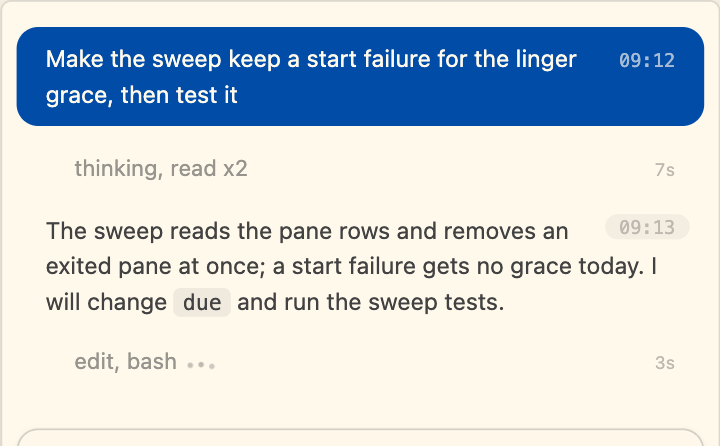 Make the sweep keep a start failure for the linger 09:12
grace, then test it
thinking, read x2 7s
The sweep reads the pane rows and removes an 09:13
exited pane at once; a start failure gets no grace today. I
will change due and run the sweep tests.
edit, bash ••• 3s